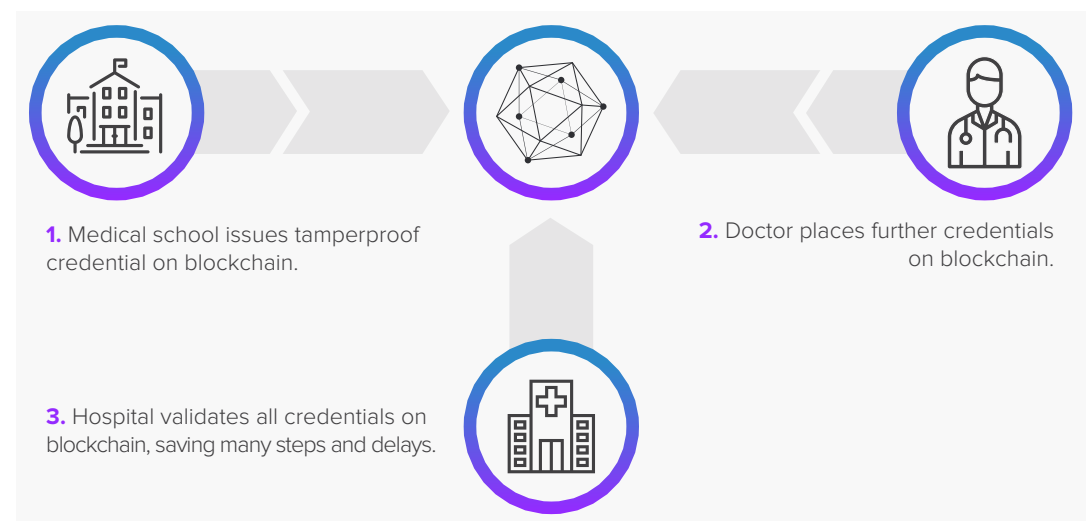 1. Medical school issues tamperproof
credential on blockchain.
2. Doctor places further credentials
on blockchain.
3. Hospital validates all credentials on
blockchain, saving many steps and delays.